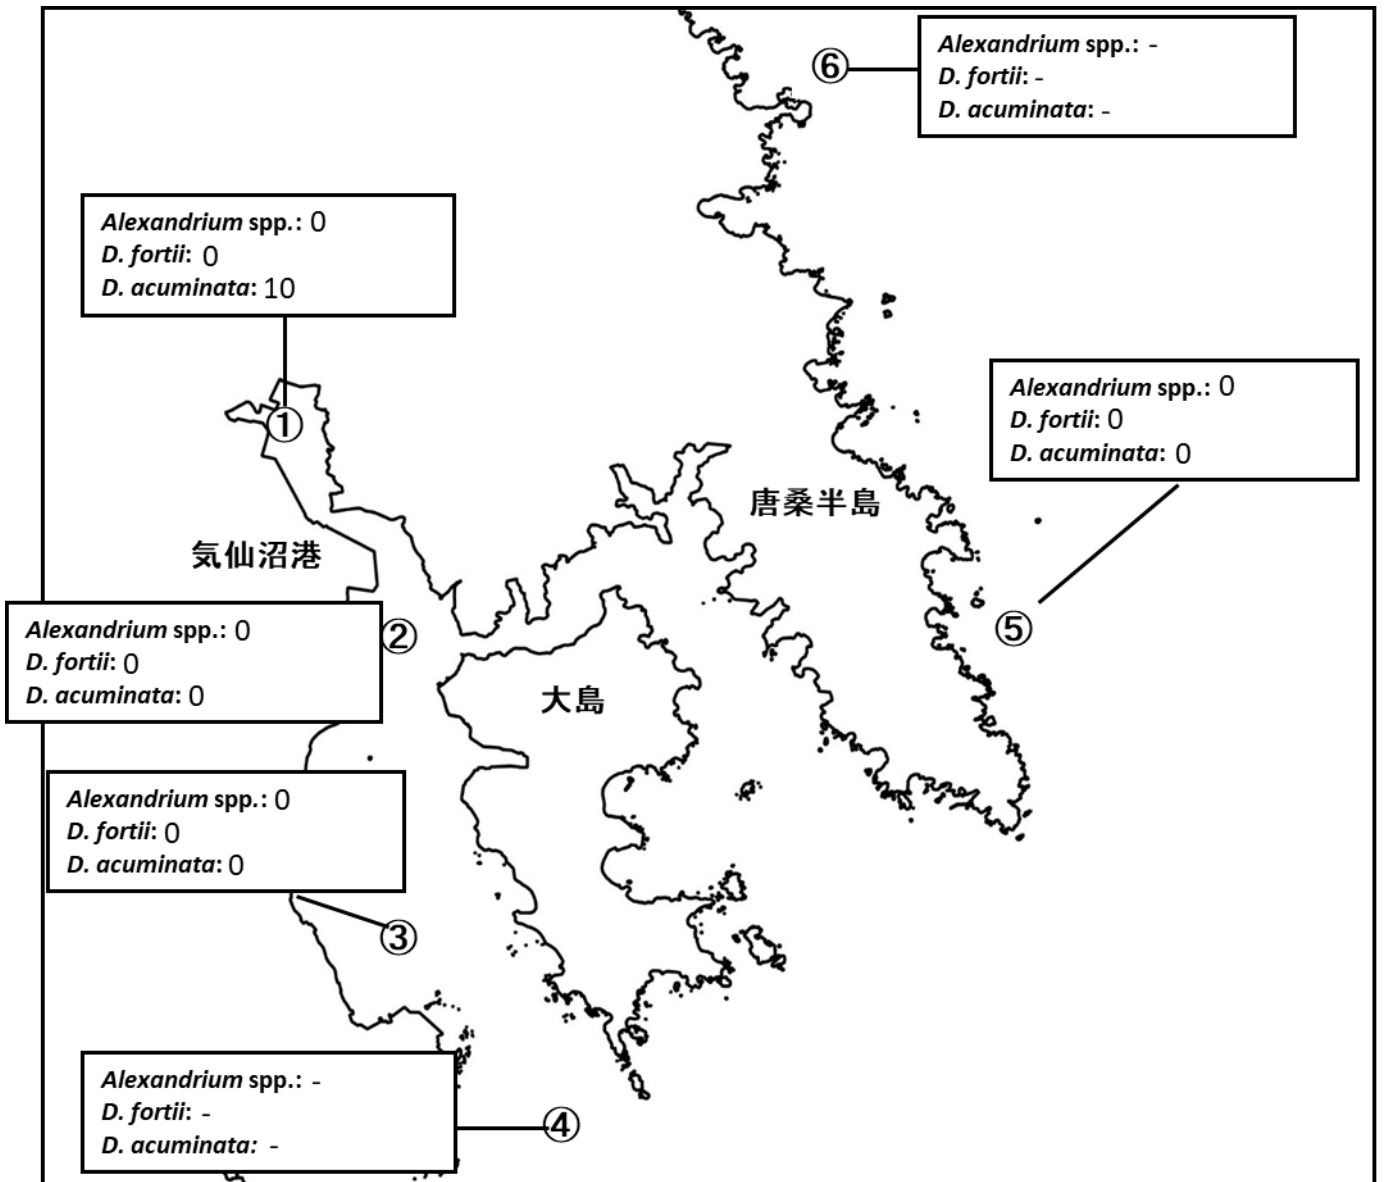 ⑥
Alexandrium spp.: -
D. fortii: -
D. acuminata: -
Alexandrium spp.: 0
D. fortii: 0
D. acuminata: 10
①
Alexandrium spp.: 0
D. fortii: 0
D. acuminata: 0
⑤
唐桑半島
気仙沼港
Alexandrium spp.: 0
D. fortii: 0
D. acuminata: 0
②
大島
Alexandrium spp.: 0
D. fortii: 0
D. acuminata: 0
③
Alexandrium spp.: -
D. fortii: -
D. acuminata: -
④